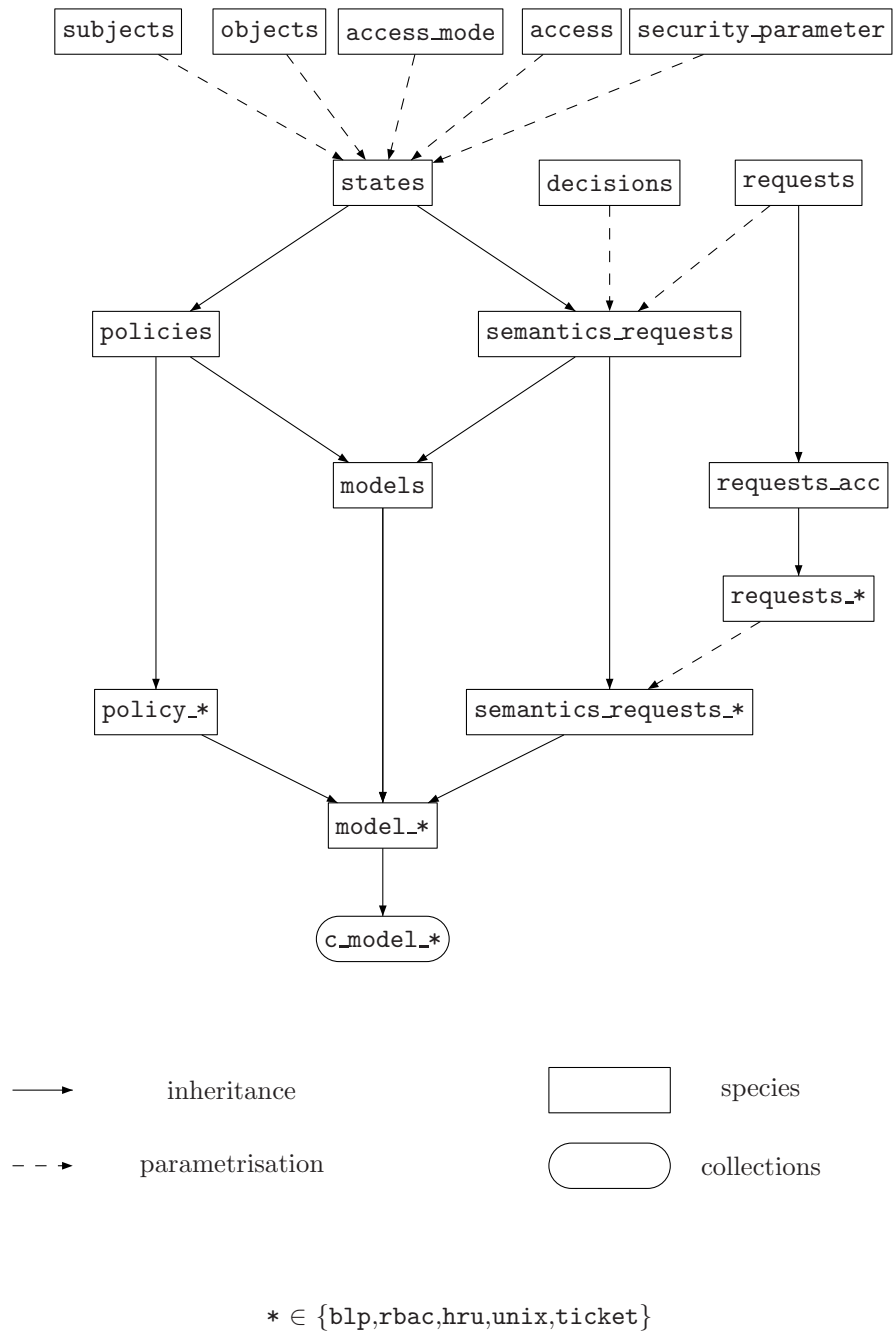 subjects objects access_mode access security_parameter
states decisions requests
policies semantics_requests
models requests_acc
requests_*
policy_* semantics_requests_*
model_*
c_model_*
inheritance species
parametrisation collections
* ∈ {blp,rbac,hru,unix,ticket}